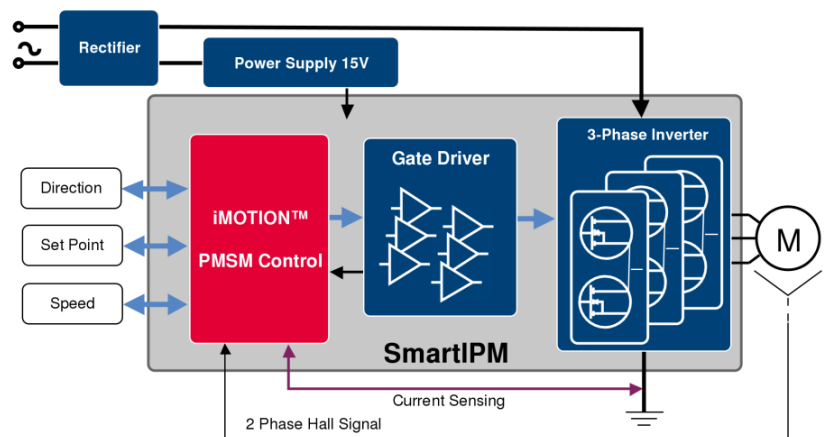 Rectifier
Power Supply 15V
3-Phase Inverter
Gate Driver
Direction
iMOTION™
Set Point
PMSM Control
M
Speed
SmartIPM
Current Sensing
2 Phase Hall Signal